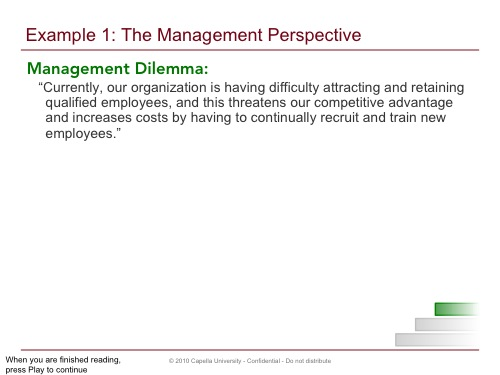 Example 1: The Management Perspective
Management Dilemma:
“Currently, our organization is having difficulty attracting and retaining
qualified employees, and this threatens our competitive advantage
and increases costs by having to continually recruit and train new
employees.”
When you are finished reading,
press Play to continue
© 2010 Capella University - Confidential - Do not distribute